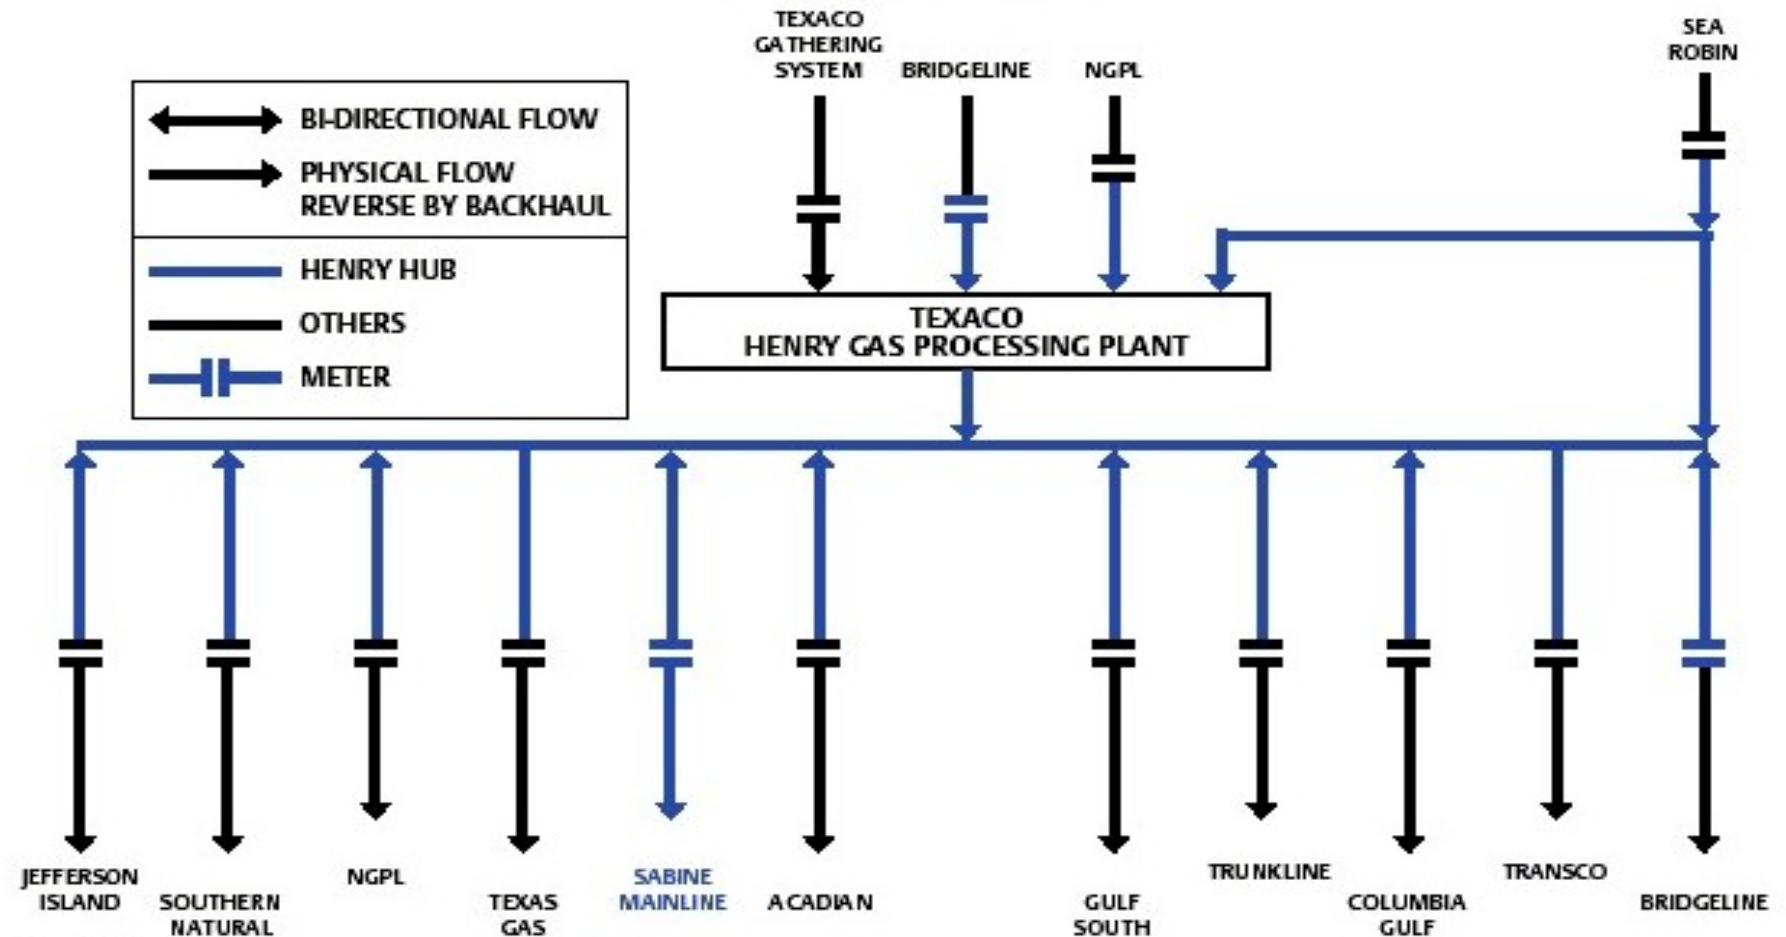 TEXACO
GATHERING
SYSTEM
BRIDGELINE
NGPL
SEA
ROBIN
BI-DIRECTIONAL FLOW
PHYSICAL FLOW
REVERSE BY BACKHAUL
HENRY HUB
OTHERS
METER
TEXACO
HENRY GAS PROCESSING PLANT
JEFFERSON
ISLAND
SOUTHERN
NATURAL
NGPL
TEXAS
GAS
SABINE
MAINLINE
ACADIAN
GULF
SOUTH
TRUNKLINE
COLUMBIA
GULF
TRANSCO
BRIDGELINE